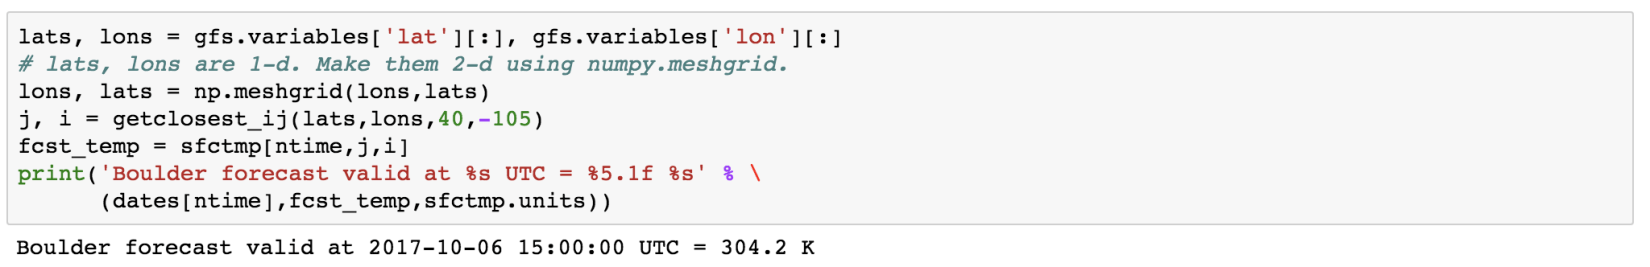 lats, lons = gfs.variables['lat'][:], gfs.variables['lon'][:]
# lats, lons are 1-d. Make them 2-d using numpy.meshgrid.
lons, lats = np.meshgrid(lons,lats)
j, i = getclosest_ij(lats,lons,40,-105)
fcst_temp = sfctmp[ntime,j,i]
print('Boulder forecast valid at %s UTC = %5.1f %s' % \
      (dates[ntime],fcst_temp,sfctmp.units))
Boulder forecast valid at 2017-10-06 15:00:00 UTC = 304.2 K